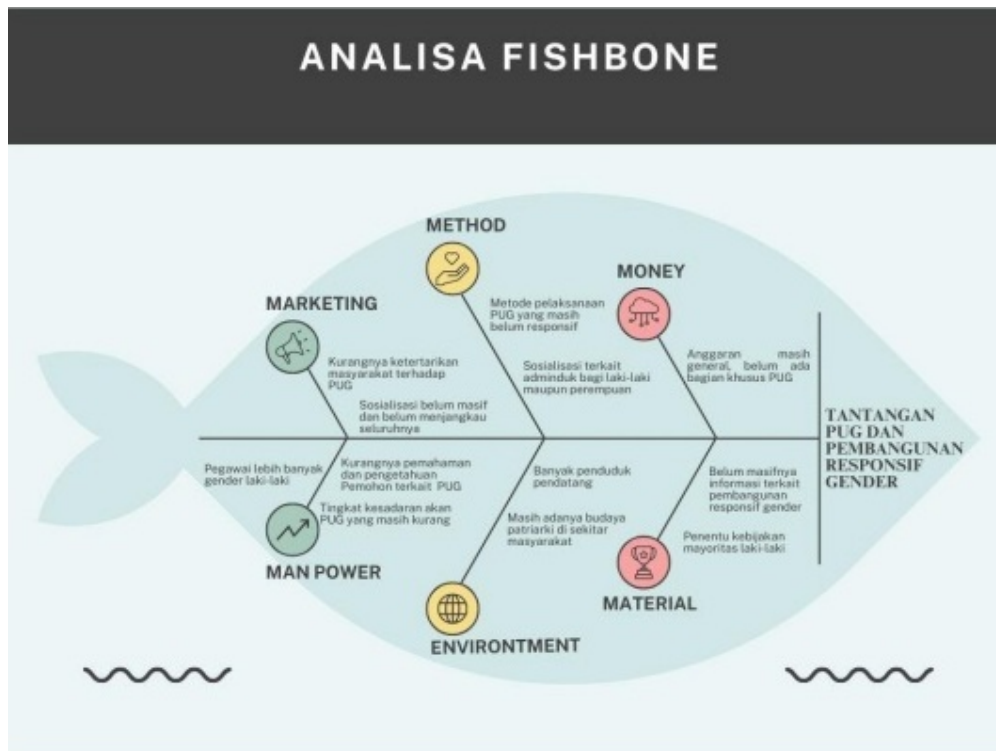 ANALISA FISHBONE
METHOD
Metode pelaksanaan
PUG yang masih
belum responsif
Sosialisasi terkait
adminduk bagi laki-laki
maupun perempuan
MONEY
Anggaran masih
general, belum ada
bagian khusus PUG
MARKETING
Kurangnya ketertarikan
masyarakat terhadap
PUG
Sosialisasi belum masif
dan belum menjangkau
seluruhnya
TANTANGAN
PUG DAN
PEMBANGUNAN
RESPONSIF
GENDER
Pegawai lebih banyak
gender laki-laki
Kurangnya pemahaman
dan pengetahuan
Pemohon terkait PUG
Tingkat kesadaran akan
PUG yang masih kurang
MAN POWER
Banyak penduduk
pendatang
Masih adanya budaya
patriarki di sekitar
masyarakat
ENVIRONTMENT
Belum masifnya
informasi terkait
pembangunan
responsif gender
Penentu kebijakan
mayoritas laki-laki
MATERIAL